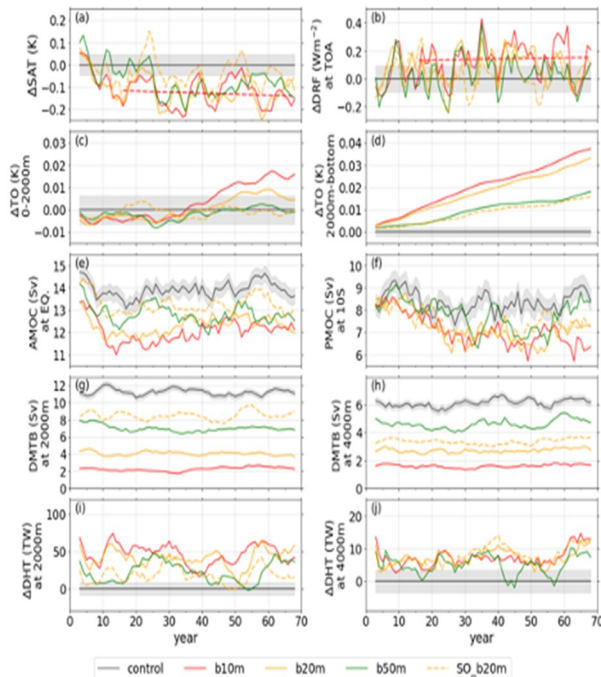 (a)
ΔSAT (K)
0.2
0.1
0.0
-0.1
-0.2
(b)
ΔDRF (Wm⁻²)
at TOA
0.4
0.2
0.0
-0.2
(c)
ΔTO (K)
0-2000m
0.03
0.02
0.01
0.00
-0.01
(d)
ΔTO (K)
2000m-bottom
0.04
0.03
0.02
0.01
0.00
(e)
AMOC (Sv)
at EQ.
15
14
13
12
11
(f)
PMOC (Sv)
at 10S
10
9
8
7
6
(g)
DMTB (Sv)
at 2000m
12
10
8
6
4
2
0
(h)
DMTB (Sv)
at 4000m
6
4
2
0
(i)
ΔDHT (TW)
at 2000m
100
50
0
0 10 20 30 40 50 60 70
year
(j)
ΔDHT (TW)
at 4000m
20
10
0
0 10 20 30 40 50 60 70
year
control b10m b20m b50m SO_b20m